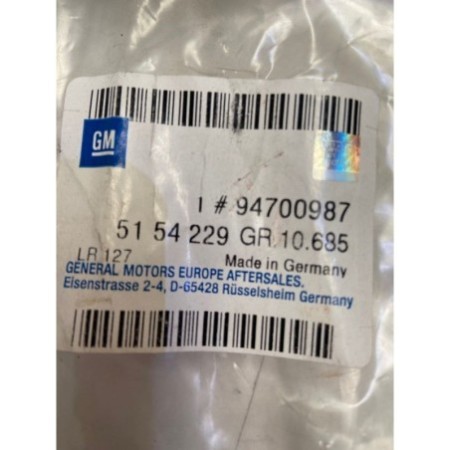 GM
1 # 94700987
51 54 229 GR.10.685
LR 127
Made in Germany
GENERAL MOTORS EUROPE AFTERSALES.
Eisenstrasse 2-4, D-65428 Rüsselsheim Germany